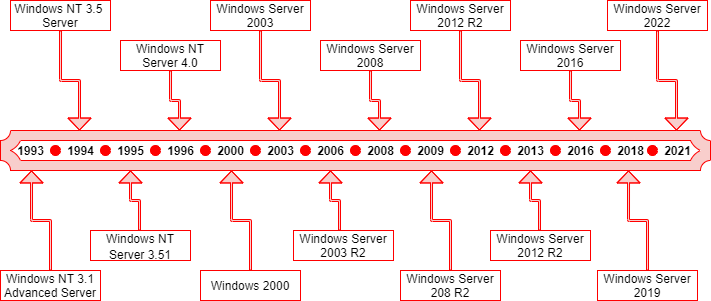 Windows NT 3.5
Server
Windows Server
2003
Windows Server
2012 R2
Windows Server
2022
Windows NT
Server 4.0
Windows Server
2008
Windows Server
2016
1993 1994 1995 1996 2000 2003 2006 2008 2009 2012 2013 2016 2018 2021
Windows NT
Server 3.51
Windows Server
2003 R2
Windows Server
2012 R2
Windows NT 3.1
Advanced Server
Windows 2000
Windows Server
208 R2
Windows Server
2019